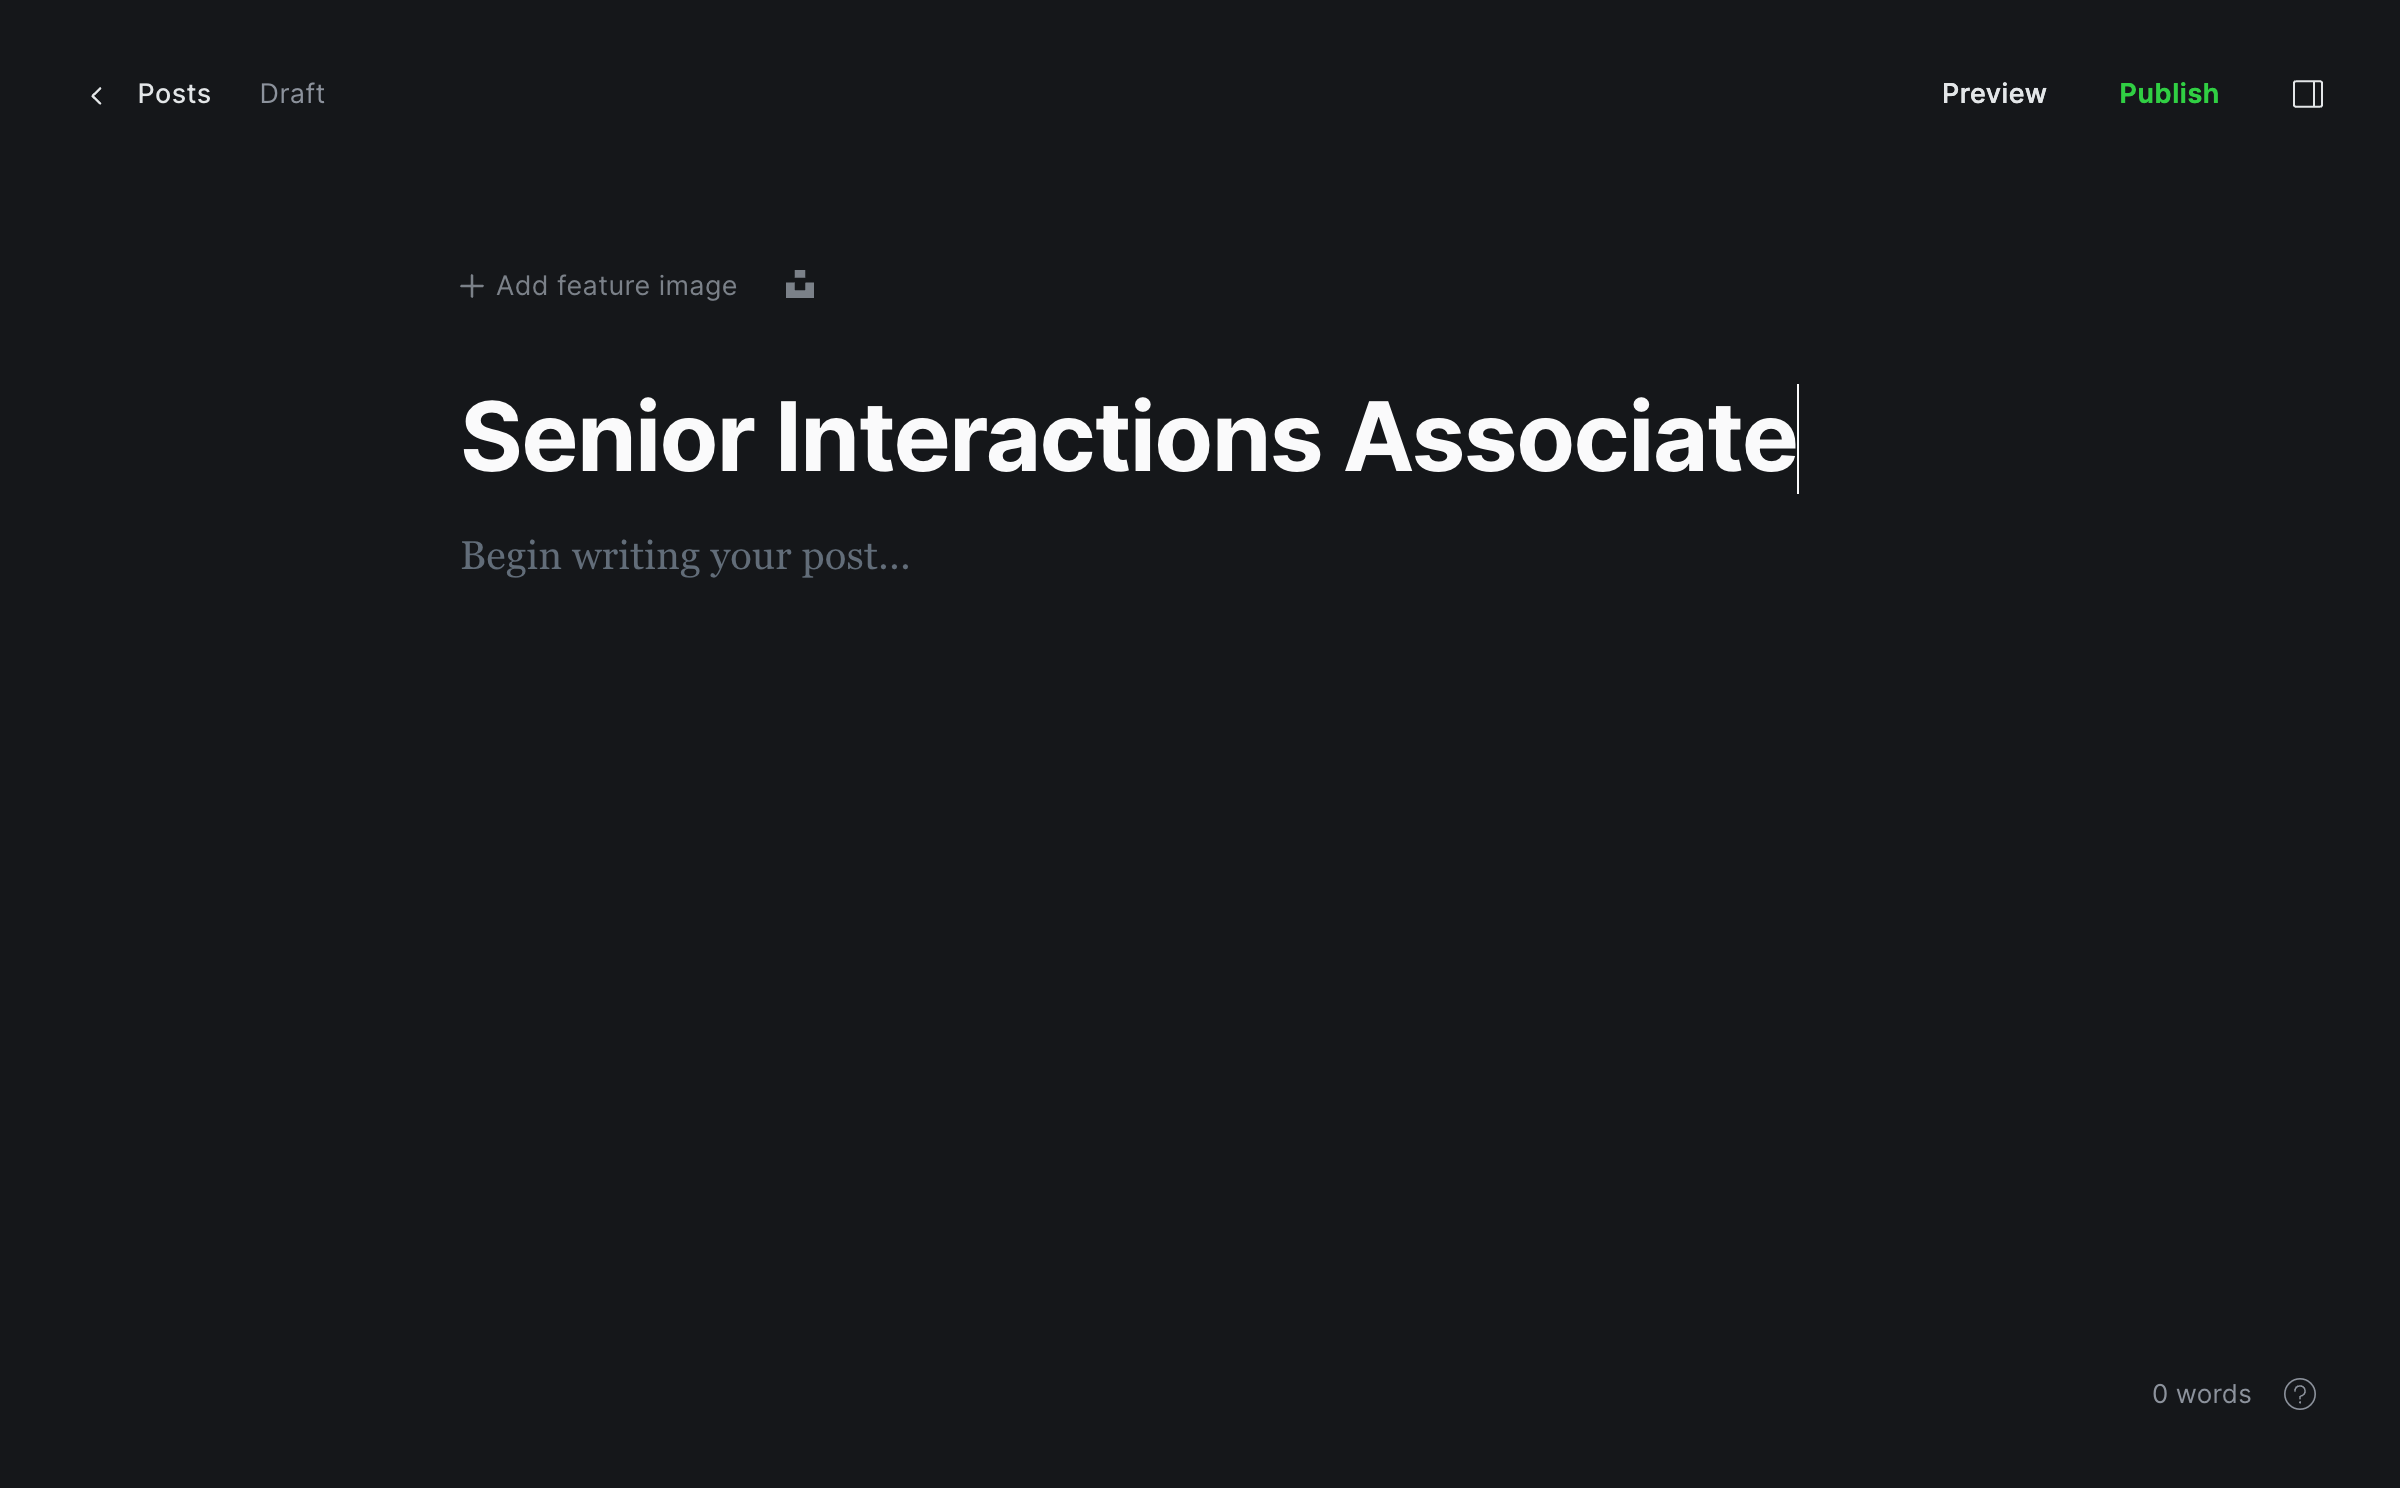 Posts Draft Preview Publish
Add feature image
Senior Interactions Associate
Begin writing your post...
0 words ?